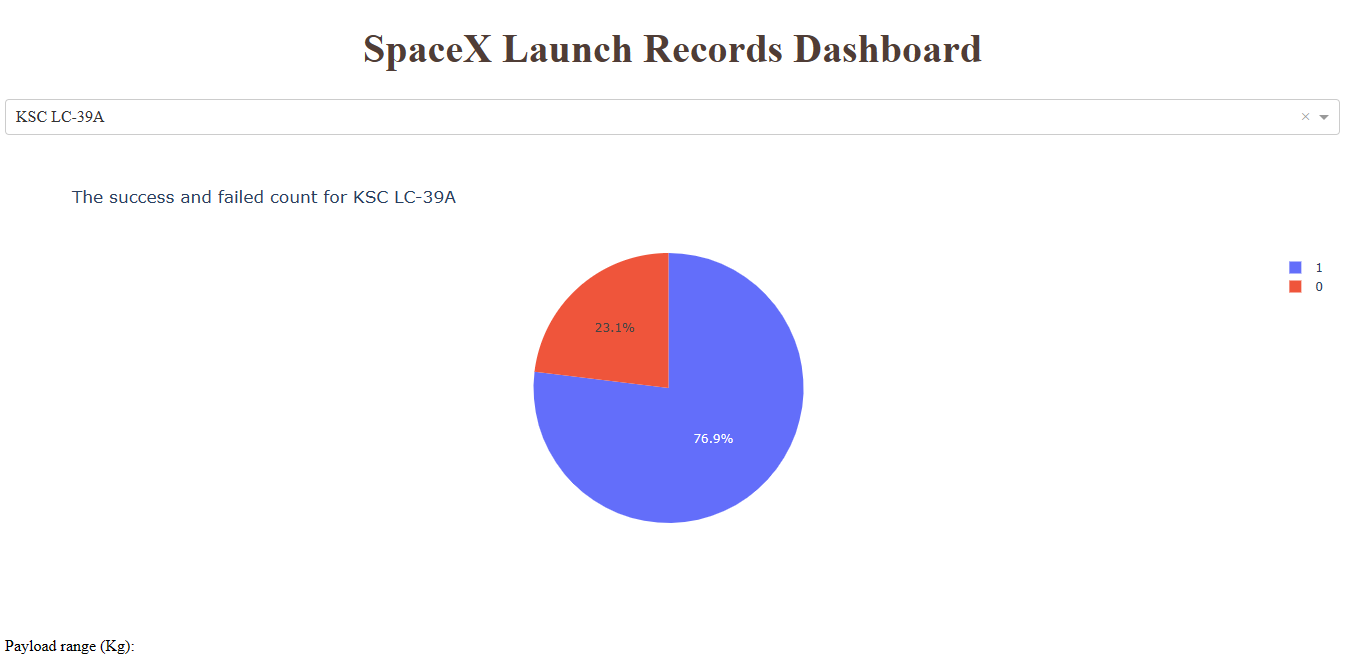 SpaceX Launch Records Dashboard
KSC LC-39A
The success and failed count for KSC LC-39A
1
0
23.1%
76.9%
Payload range (Kg):